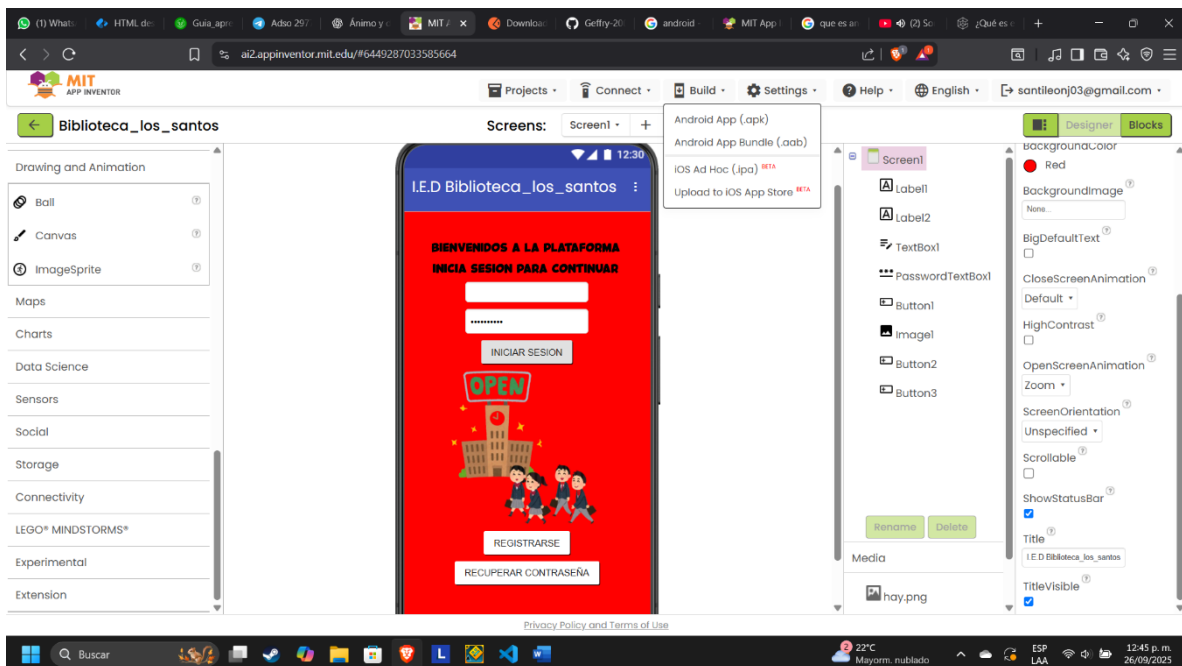 (1) Whats
HTML de
Guia_apre
Adso 297
Ánimo y c
MIT A
Downloac
Geffry-20
android -
MIT App I
que es an
(2) So
¿Qué es e
ai2.appinventor.mit.edu/#6449287033585664
MIT
APP INVENTOR
Projects
Connect
Build
Settings
Help
English
santileonj03@gmail.com
Biblioteca_los_santos
Screens:
Screen1
+
Designer
Blocks
Android App (.apk)
Android App Bundle (.aab)
iOS Ad Hoc (.ipa) BETA
Upload to iOS App Store BETA
Drawing and Animation
Ball
Canvas
ImageSprite
Maps
Charts
Data Science
Sensors
Social
Storage
Connectivity
LEGO® MINDSTORMS®
Experimental
Extension
12:30
I.E.D Biblioteca_los_santos
BIENVENIDOS A LA PLATAFORMA
INICIA SESION PARA CONTINUAR
INICIAR SESION
OPEN
REGISTRARSE
RECUPERAR CONTRASEÑA
Screen1
Label1
Label2
TextBox1
PasswordTextBox1
Button1
Image1
Button2
Button3
Rename
Delete
Media
hay.png
BackgroundColor
Red
BackgroundImage
None...
BigDefaultText
CloseScreenAnimation
Default
HighContrast
OpenScreenAnimation
Zoom
ScreenOrientation
Unspecified
Scrollable
ShowStatusBar
Title
I.E.D Biblioteca_los_santos
TitleVisible
Privacy Policy and Terms of Use
Buscar
2
22°C
Mayorm. nublado
ESP
LAA
12:45 p. m.
26/09/2025